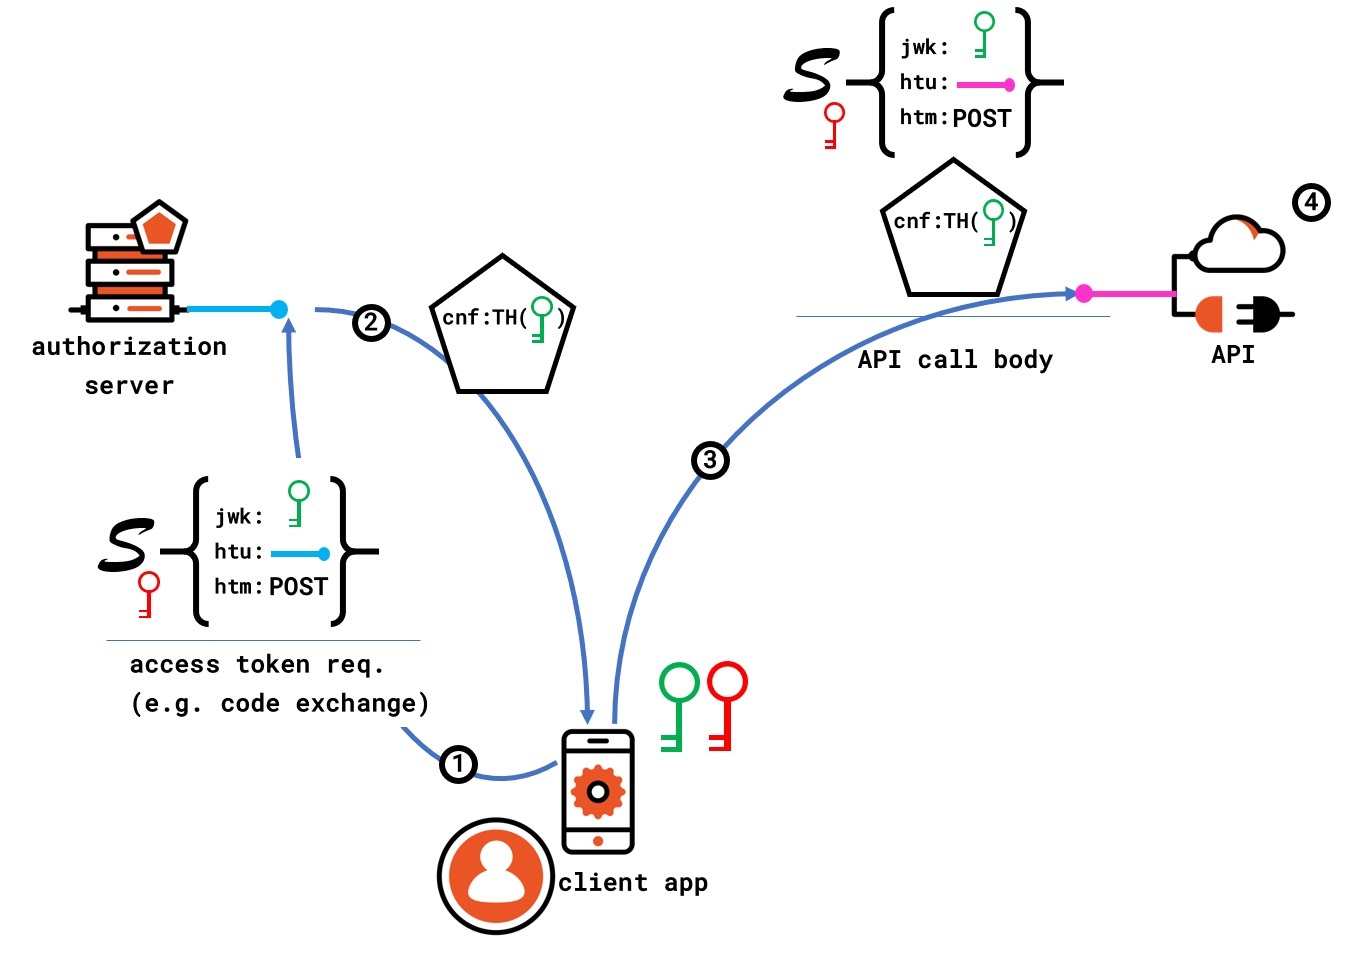 S
jwk:
htu:
htm:POST
cnf:TH( )
4
API call body
API
authorization
server
2
cnf:TH( )
3
S
jwk:
htu:
htm:POST
access token req.
(e.g. code exchange)
1
client app